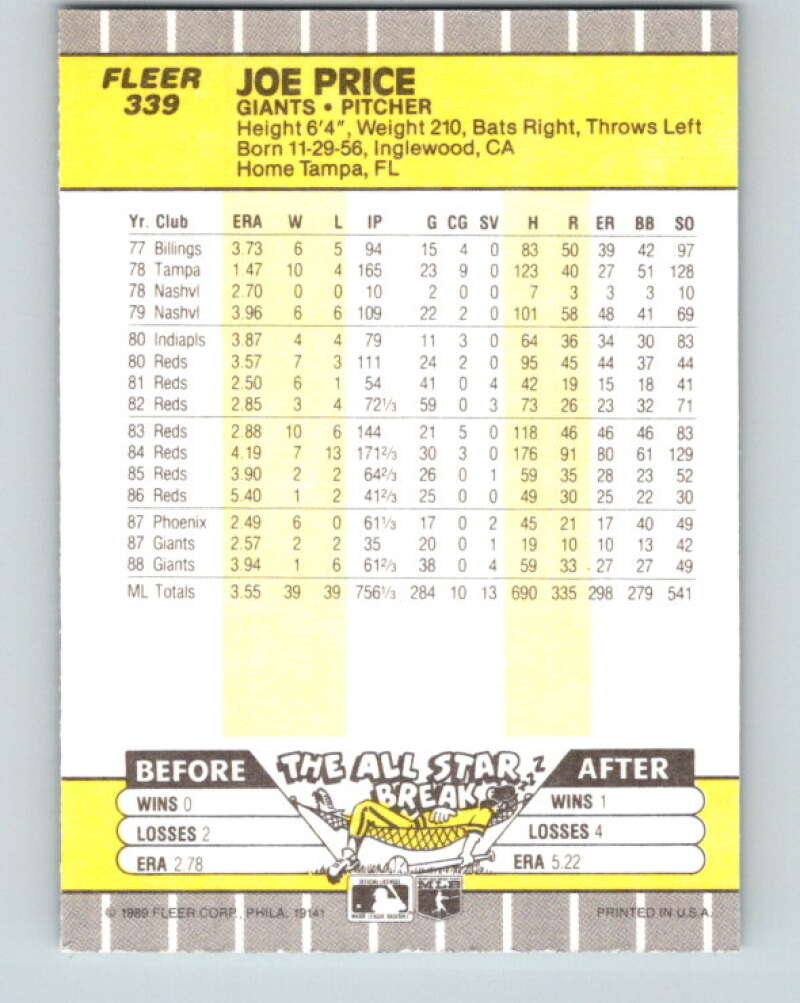 FLEER
339
JOE PRICE
GIANTS • PITCHER
Height 6'4", Weight 210, Bats Right, Throws Left
Born 11-29-56, Inglewood, CA
Home Tampa, FL
Yr. Club ERA W L IP G CG SV H R ER BB SO
77 Billings 3.73 6 5 94 15 4 0 83 50 39 42 97
78 Tampa 1.47 10 4 165 23 9 0 123 40 27 51 128
78 Nashvl 2.70 0 0 10 2 0 0 7 3 3 3 10
79 Nashvl 3.96 6 6 109 22 2 0 101 58 48 41 69
80 Indiapls 3.87 4 4 79 11 3 0 64 36 34 30 83
80 Reds 3.57 7 3 111 24 2 0 95 45 44 37 44
81 Reds 2.50 6 1 54 41 0 4 42 19 15 18 41
82 Reds 2.85 3 4 72⅓ 59 0 3 73 26 23 32 71
83 Reds 2.88 10 6 144 21 5 0 118 46 46 46 83
84 Reds 4.19 7 13 171⅔ 30 3 0 176 91 80 61 129
85 Reds 3.90 2 2 64⅔ 26 0 1 59 35 28 23 52
86 Reds 5.40 1 2 41⅔ 25 0 0 49 30 25 22 30
87 Phoenix 2.49 6 0 61⅓ 17 0 2 45 21 17 40 49
87 Giants 2.57 2 2 35 20 0 1 19 10 10 13 42
88 Giants 3.94 1 6 61⅔ 38 0 4 59 33 27 27 49
ML Totals 3.55 39 39 756⅓ 284 10 13 690 335 298 279 541
BEFORE THE ALL STAR BREAK AFTER
WINS 0 WINS 1
LOSSES 2 LOSSES 4
ERA 2.78 ERA 5.22
MLB
© 1989 FLEER CORP., PHILA. 19141 PRINTED IN U.S.A.